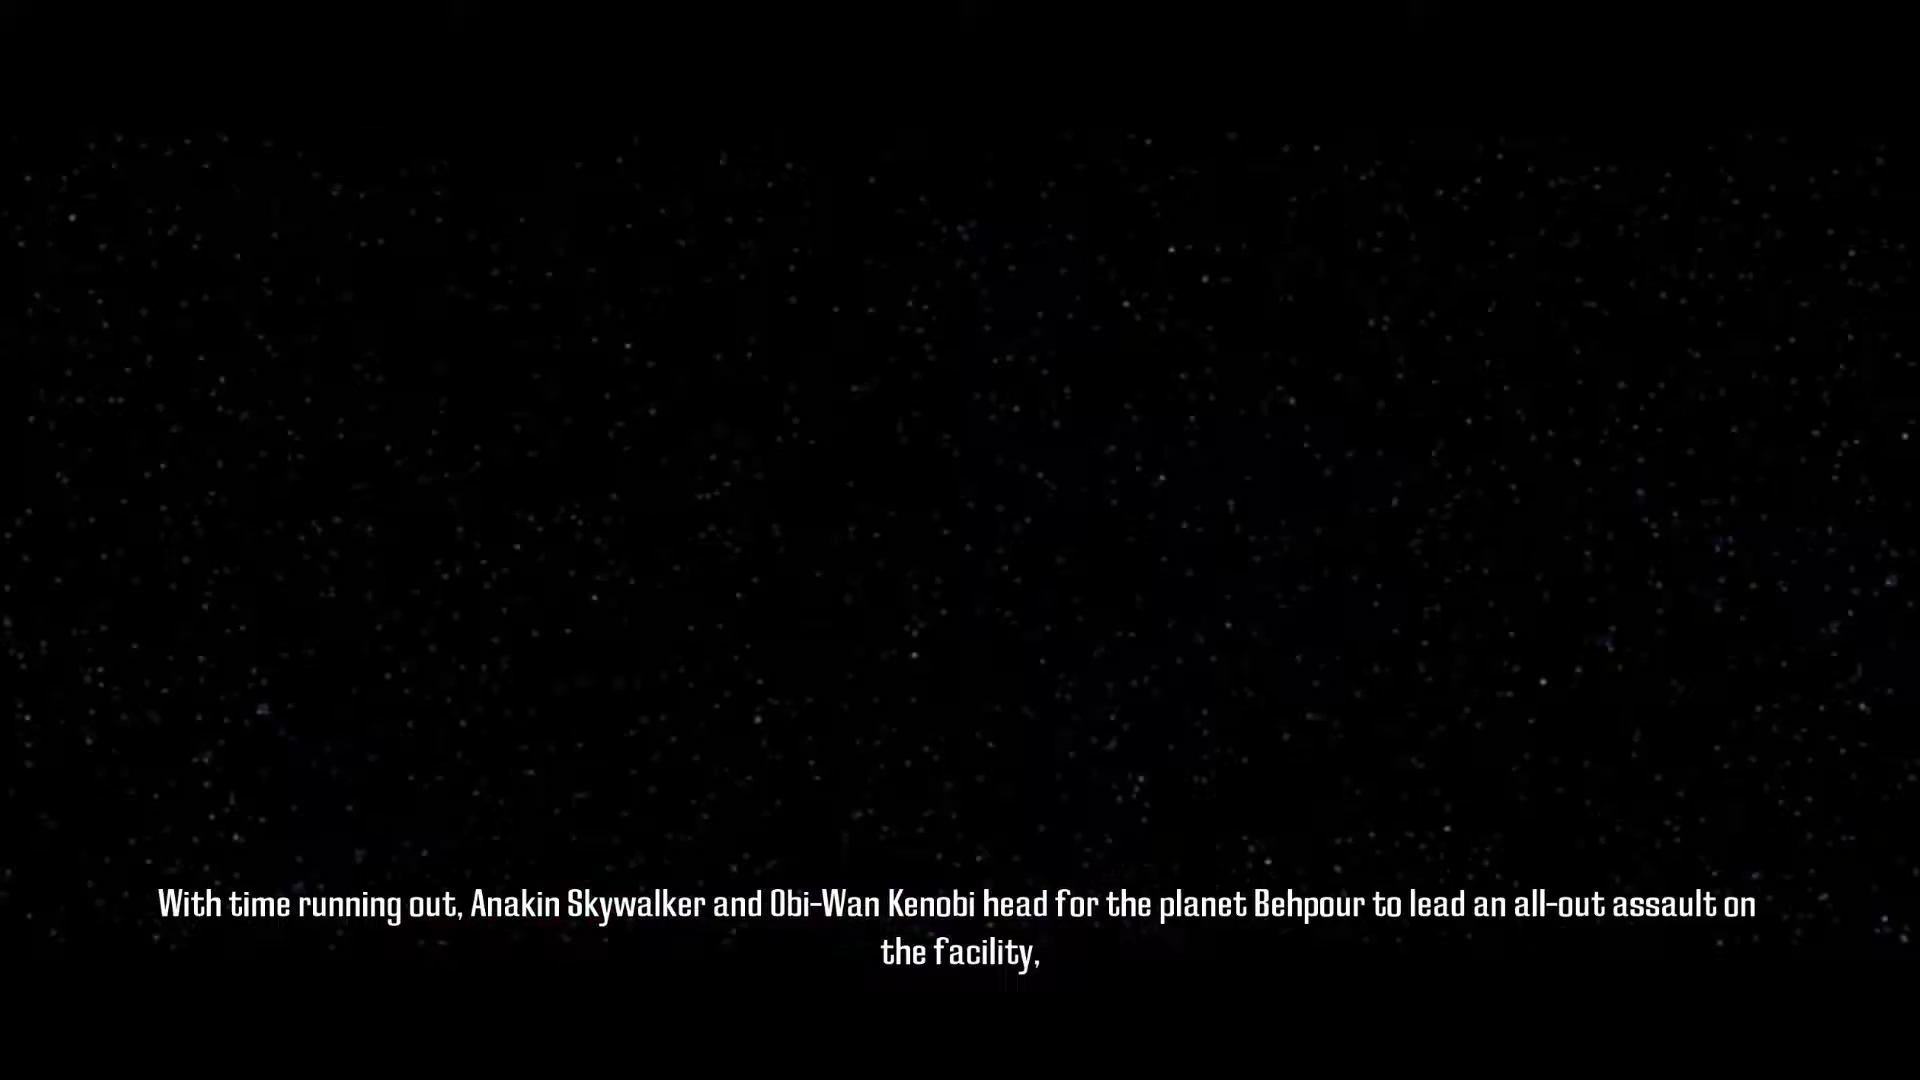 With time running out, Anakin Skywalker and Obi-Wan Kenobi head for the planet Behpour to lead an all-out assault on
the facility,